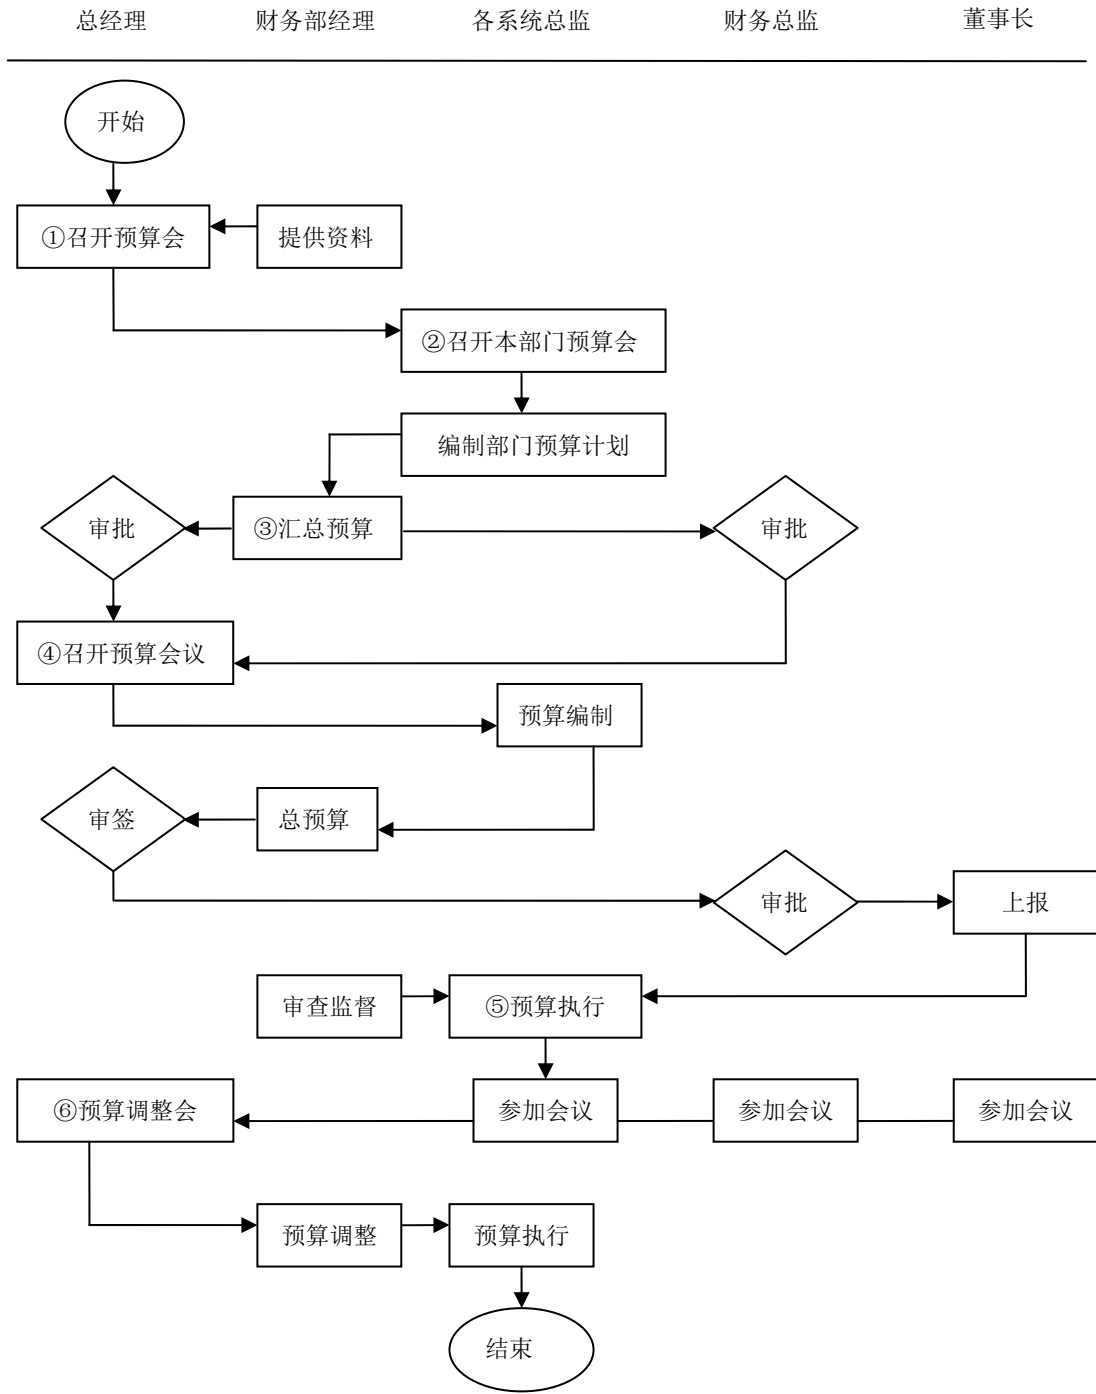 总经理 财务部经理 各系统总监 财务总监 董事长
开始
①召开预算会 提供资料
②召开本部门预算会
编制部门预算计划
审批 ③汇总预算 审批
④召开预算会议
预算编制
审签 总预算
审批 上报
审查监督 ⑤预算执行
⑥预算调整会 参加会议 参加会议 参加会议
预算调整 预算执行
结束